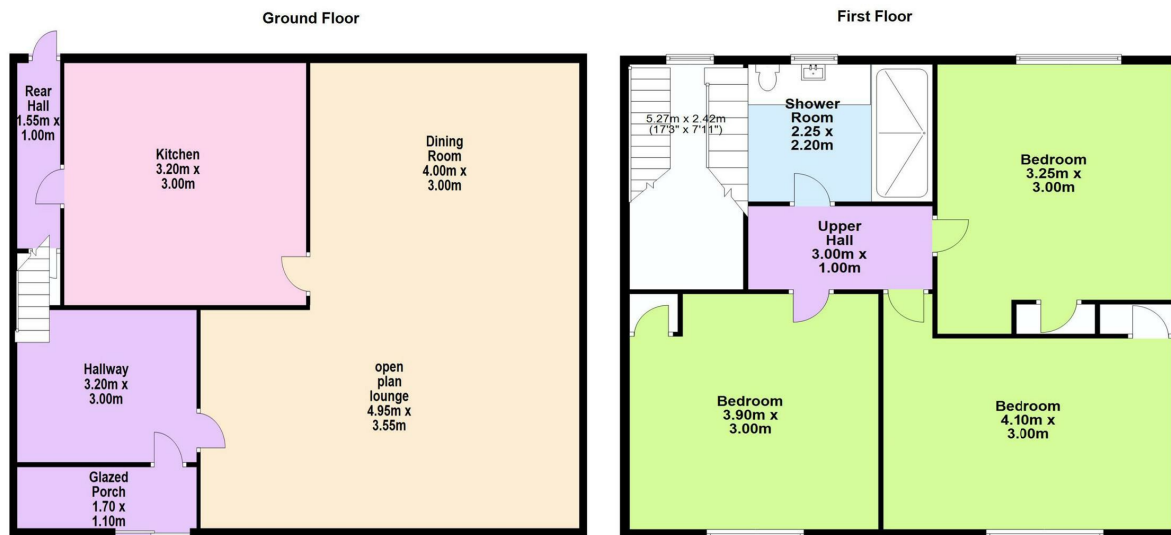 Ground Floor
Rear
Hall
1.55m x
1.00m
Kitchen
3.20m x
3.00m
Dining
Room
4.00m x
3.00m
Hallway
3.20m x
3.00m
open
plan
lounge
4.95m x
3.55m
Glazed
Porch
1.70 x
1.10m
First Floor
5.27m x 2.42m
(17'3" x 7'11")
Shower
Room
2.25 x
2.20m
Bedroom
3.25m x
3.00m
Upper
Hall
3.00m x
1.00m
Bedroom
3.90m x
3.00m
Bedroom
4.10m x
3.00m